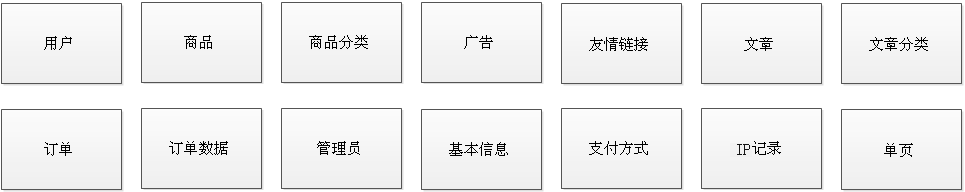 用户
商品
商品分类
广告
友情链接
文章
文章分类
订单
订单数据
管理员
基本信息
支付方式
IP记录
单页